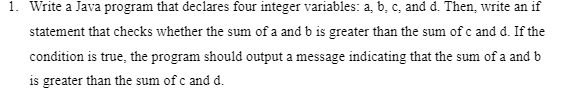 1. Write a Java program that declares four integer variables: a, b, c, and d. Then, write an if
statement that checks whether the sum of a and b is greater than the sum of c and d. If the
condition is true, the program should output a message indicating that the sum of a and b
is greater than the sum of c and d.